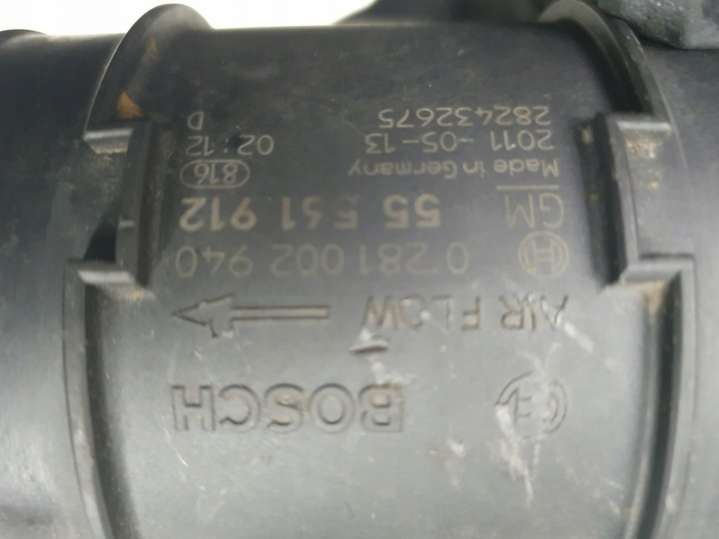 BOSCH
AIR FLOW
0 281 002 940
GM 55 561 912
Made in Germany 816
2011-05-13 02:12
282432675 D